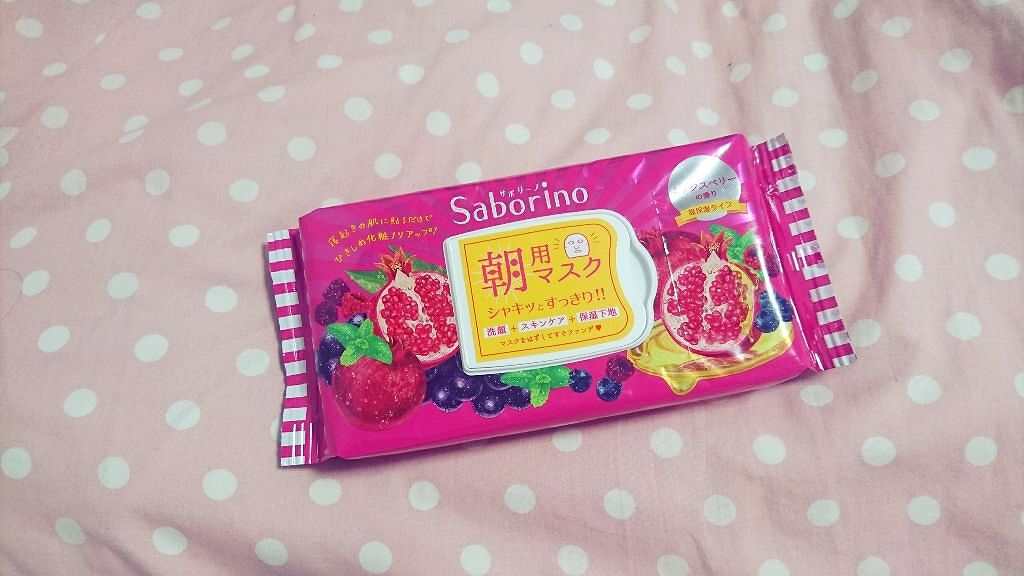 サボリーノ
Saborino
寝起きの肌に貼るだけで
ひきしめ化粧ノリアップ!
朝用マスク
シャキッとすっきり!!
洗顔+スキンケア+保湿下地
マスクをはずしてすぐファンデ♥
ックスベリー
の香り
高保湿タイプ